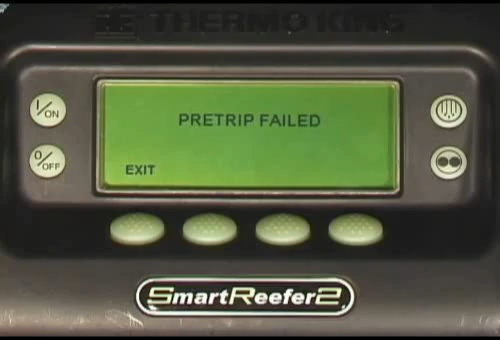 THERMO KING
I/ON
PRETRIP FAILED
O/OFF
EXIT
SmartReefer2